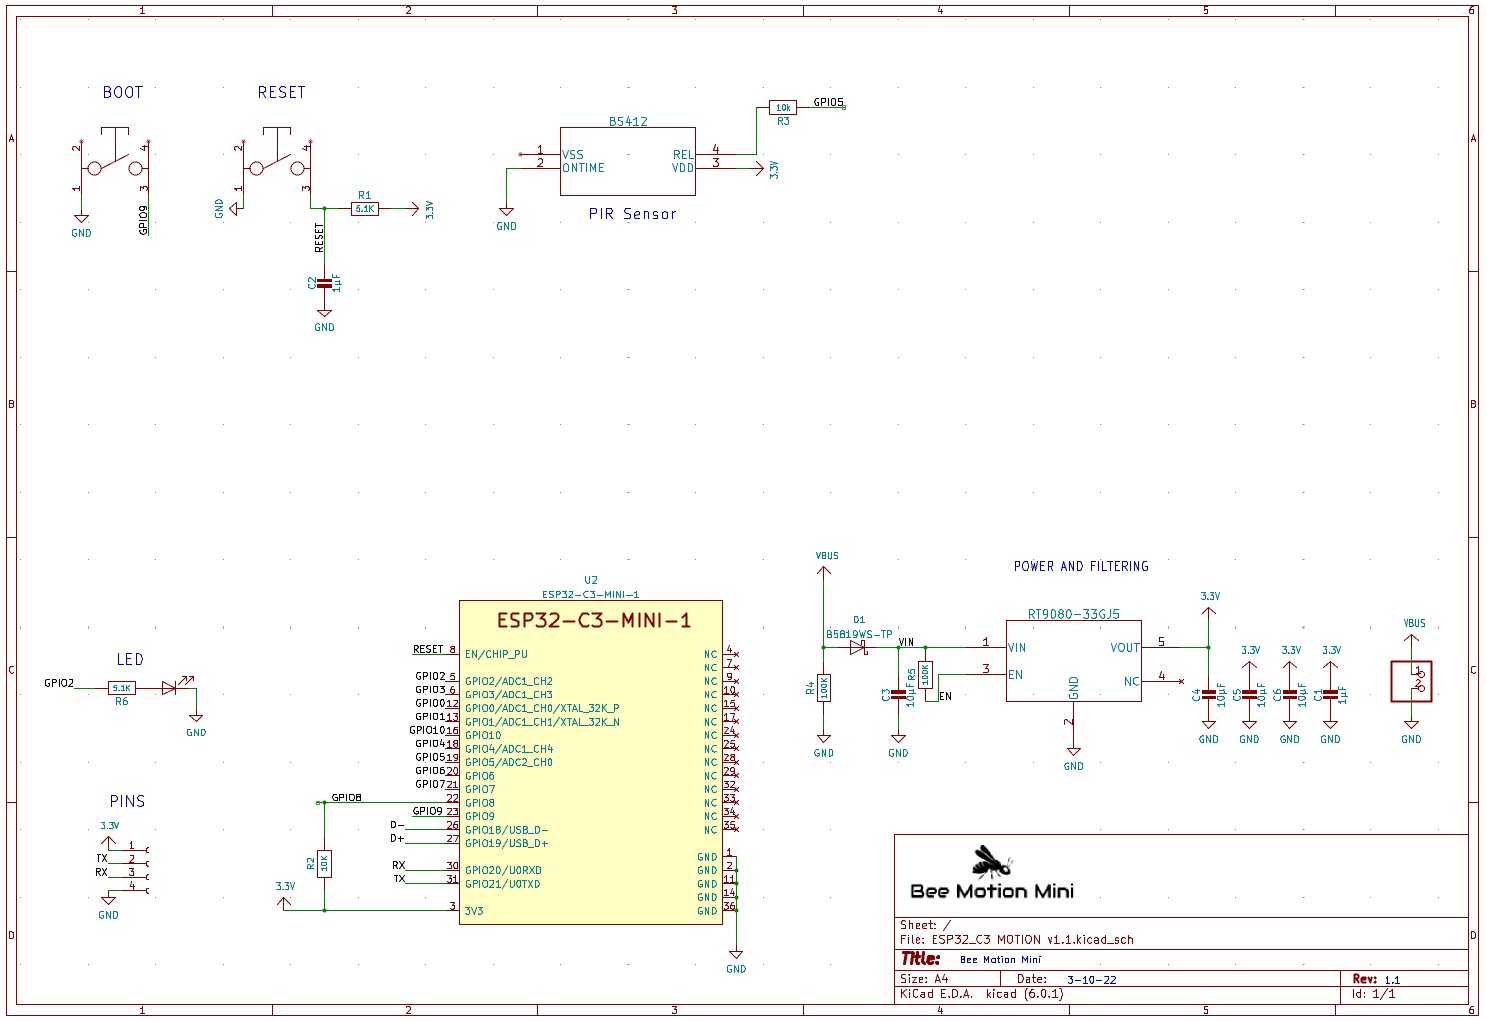 1 2 3 4 5 6
A A
B B
C C
D D
BOOT
2 4
1 3
GND
GPIO9
RESET
2 4
1 3
GND
R1
5.1K
3.3V
RESET
C2
1µF
GND
BS412
1 VSS
2 ONTIME
REL 4
VDD 3
3.3V
GND
PIR Sensor
10k
R3
GPIO5
LED
GPIO2
5.1K
R6
GND
PINS
3.3V
1
TX 2
RX 3
4
GND
U2
ESP32-C3-MINI-1
ESP32-C3-MINI-1
RESET 8 EN/CHIP_PU
GPIO2 5 GPIO2/ADC1_CH2
GPIO3 6 GPIO3/ADC1_CH3
GPIO0 12 GPIO0/ADC1_CH0/XTAL_32K_P
GPIO1 13 GPIO1/ADC1_CH1/XTAL_32K_N
GPIO10 16 GPIO10
GPIO4 18 GPIO4/ADC1_CH4
GPIO5 19 GPIO5/ADC2_CH0
GPIO6 20 GPIO6
GPIO7 21 GPIO7
GPIO8 22 GPIO8
GPIO9 23 GPIO9
D- 26 GPIO18/USB_D-
D+ 27 GPIO19/USB_D+
RX 30 GPIO20/U0RXD
TX 31 GPIO21/U0TXD
3 3V3
NC 4
NC 7
NC 9
NC 10
NC 15
NC 17
NC 24
NC 25
NC 28
NC 29
NC 32
NC 33
NC 34
NC 35
GND 1
GND 2
GND 11
GND 14
GND 36
GND
R2
10K
3.3V
POWER AND FILTERING
VBUS
D1
B5819WS-TP
R4
100K
GND
VIN
C3
10µF
GND
R5
100K
EN
RT9080-33GJ5
1 VIN
3 EN
VOUT 5
NC 4
GND
2
GND
3.3V
C4
10µF
GND
3.3V
C5
10µF
GND
3.3V
C6
10µF
GND
3.3V
C1
1µF
GND
VBUS
1
2
GND
Bee Motion Mini
Sheet: /
File: ESP32_C3 MOTION v1.1.kicad_sch
Title: Bee Motion Mini
Size: A4 Date: 3-10-22 Rev: 1.1
KiCad E.D.A. kicad (6.0.1) Id: 1/1
1 2 3 4 5 6